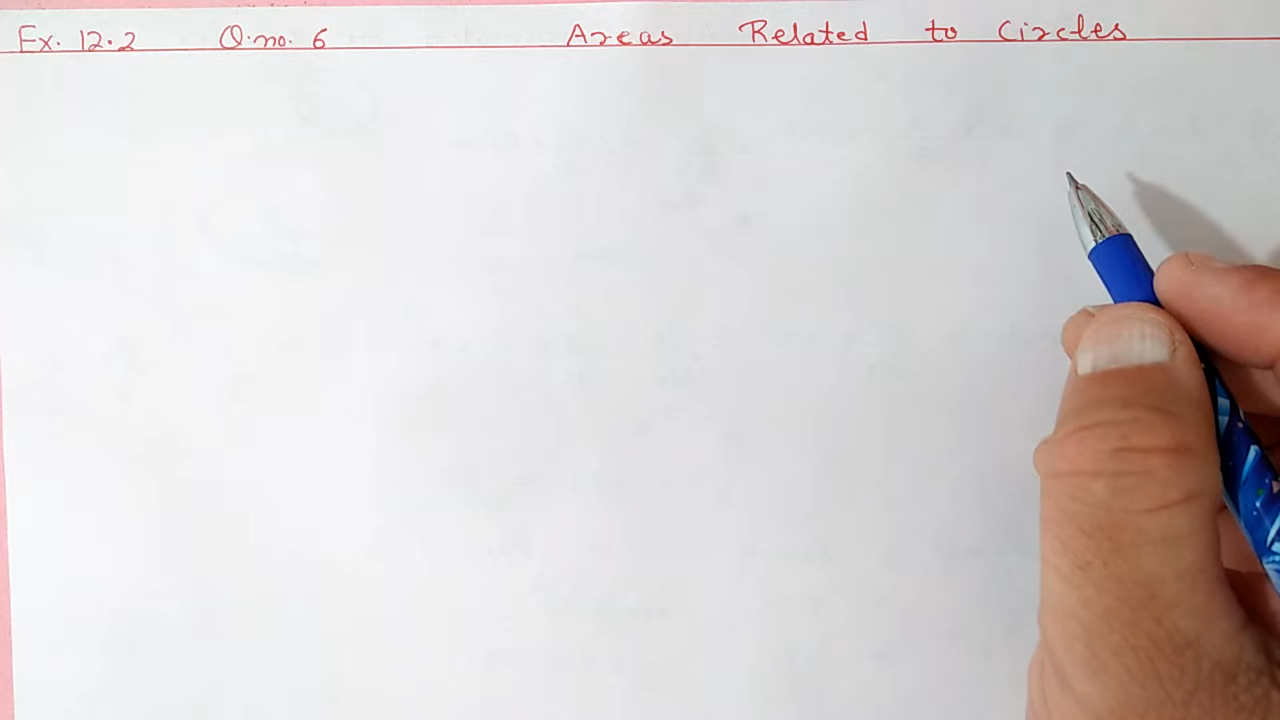 Ex. 12.2 Q.no. 6 Areas Related to Circles